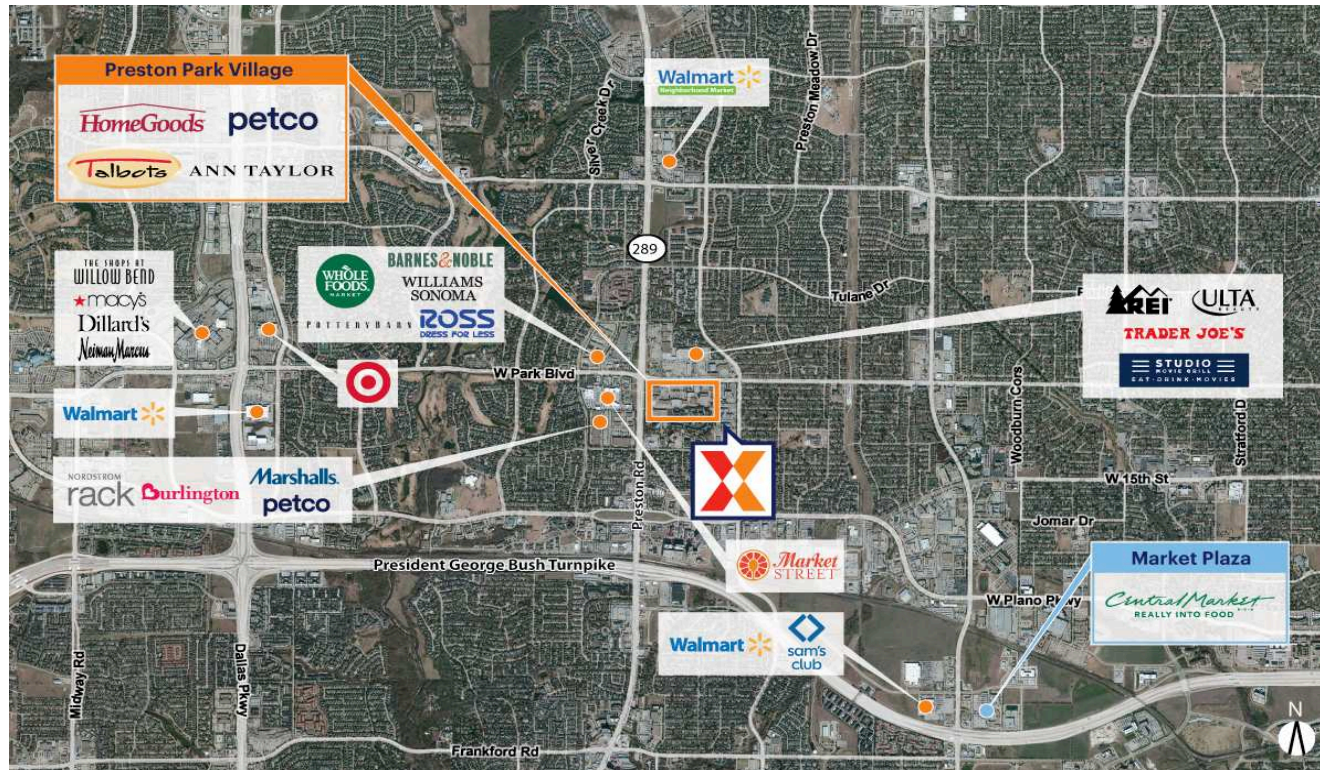 Preston Park Village
HomeGoods
petco
Talbots
ANN TAYLOR
Walmart
Neighborhood Market
Silver Creek Dr
Preston Meadow Dr
289
THE SHOPS AT
WILLOW BEND
macy's
Dillard's
Neiman Marcus
WHOLE
FOODS
MARKET
BARNES & NOBLE
WILLIAMS
SONOMA
POTTERY BARN
ROSS
DRESS FOR LESS
Tulane Dr
REI
ULTA
BEAUTY
TRADER JOE'S
STUDIO
MOVIE GRILL
EAT·DRINK·MOVIES
W Park Blvd
Walmart
Woodburn Cors
Stratford D
NORDSTROM
rack
Burlington
Marshalls.
petco
W 15th St
Preston Rd
Jomar Dr
Market
STREET
President George Bush Turnpike
Market Plaza
Central Market
REALLY INTO FOOD
W Plano Pkwy
Walmart
sam's
club
Midway Rd
Dallas Pkwy
Frankford Rd
N